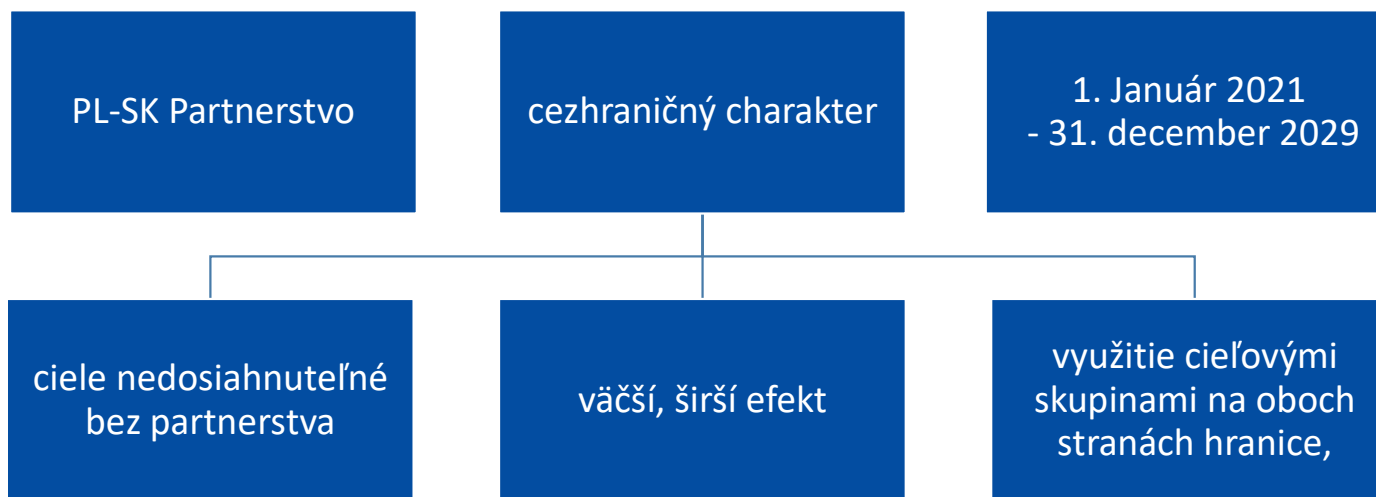 PL-SK Partnerstvo
cezhraničný charakter
1. Január 2021
- 31. december 2029
ciele nedosiahnuteľné
bez partnerstva
väčší, širší efekt
využitie cieľovými
skupinami na oboch
stranách hranice,